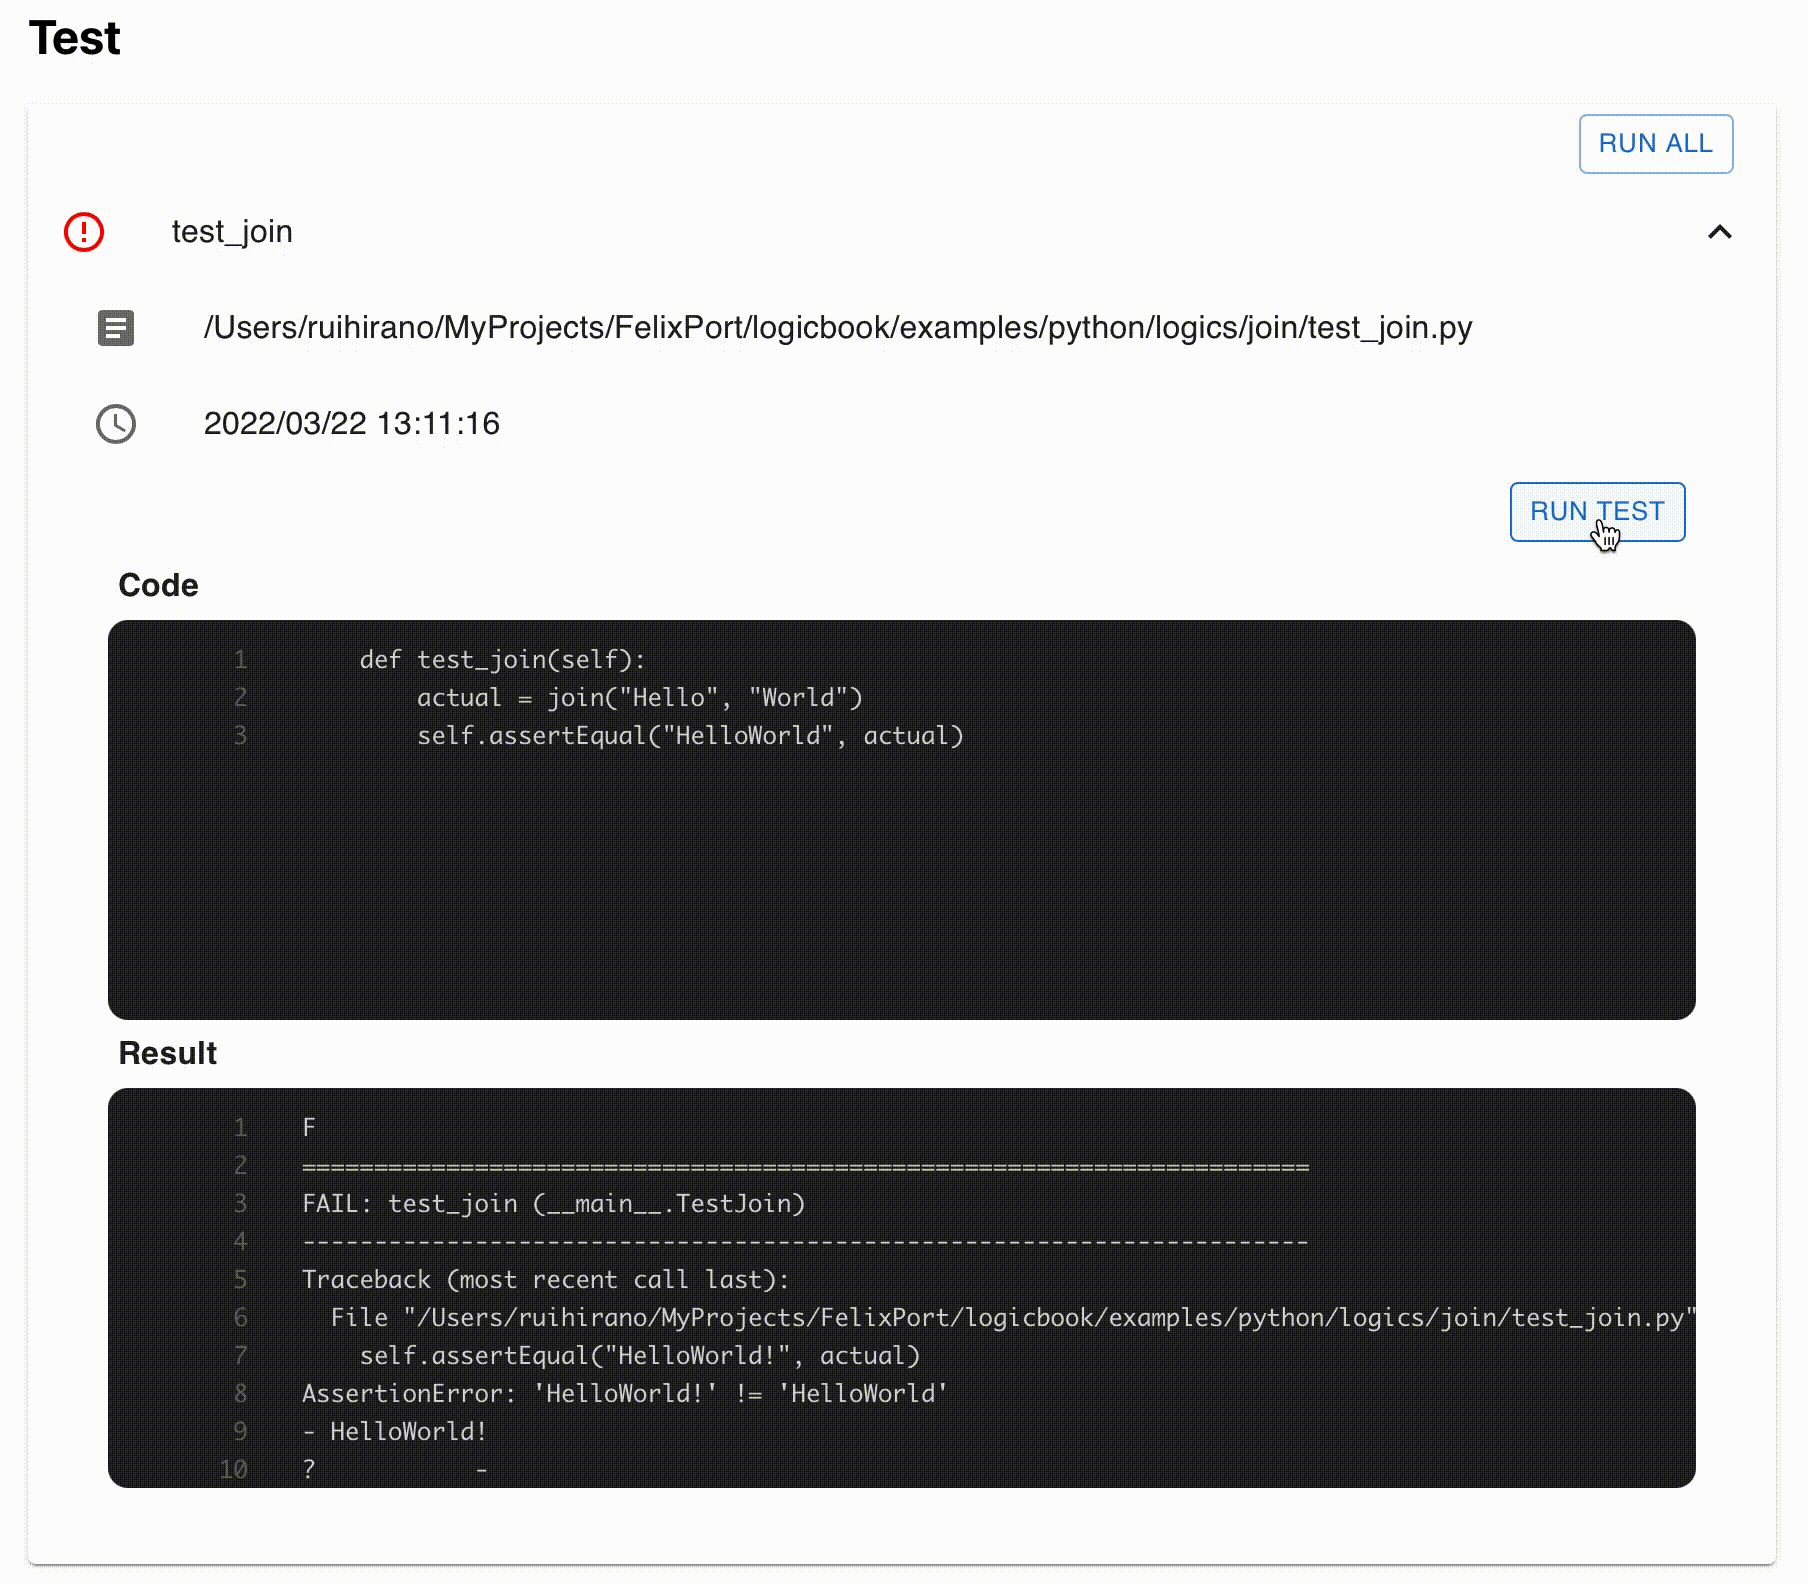 Test
RUN ALL
test_join
/Users/ruihirano/MyProjects/FelixPort/logicbook/examples/python/logics/join/test_join.py
2022/03/22 13:11:16
RUN TEST
Code
1 def test_join(self):
2 actual = join("Hello", "World")
3 self.assertEqual("HelloWorld", actual)
Result
1 F
2 ======================================================================
3 FAIL: test_join (__main__.TestJoin)
4 ----------------------------------------------------------------------
5 Traceback (most recent call last):
6 File "/Users/ruihirano/MyProjects/FelixPort/logicbook/examples/python/logics/join/test_join.py"
7 self.assertEqual("HelloWorld!", actual)
8 AssertionError: 'HelloWorld!' != 'HelloWorld'
9 - HelloWorld!
10 ?           -